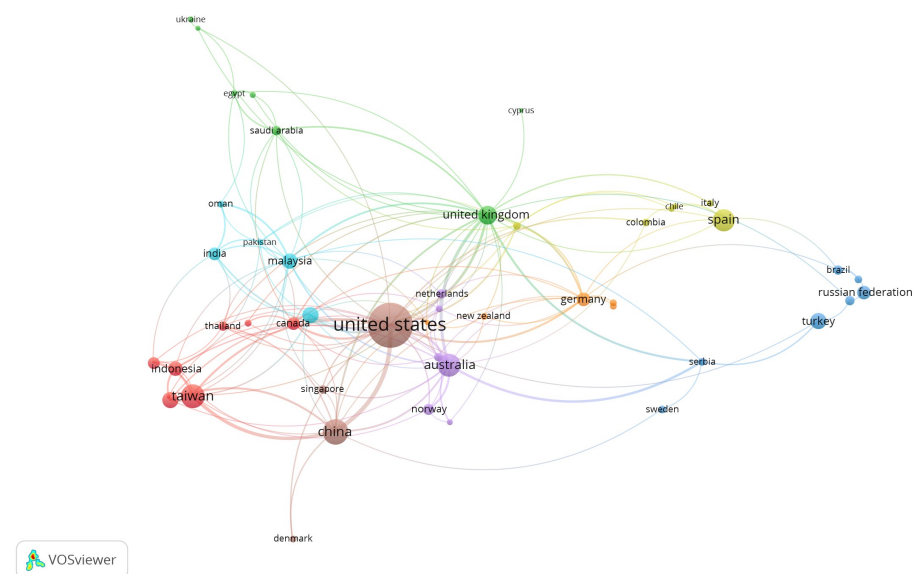 ukraine
egypt
cyprus
saudi arabia
oman
chile
italy
united kingdom
spain
colombia
pakistan
india
malaysia
brazil
netherlands
russian federation
germany
new zealand
thailand
canada
united states
turkey
serbia
australia
indonesia
singapore
taiwan
norway
sweden
china
denmark
VOSviewer